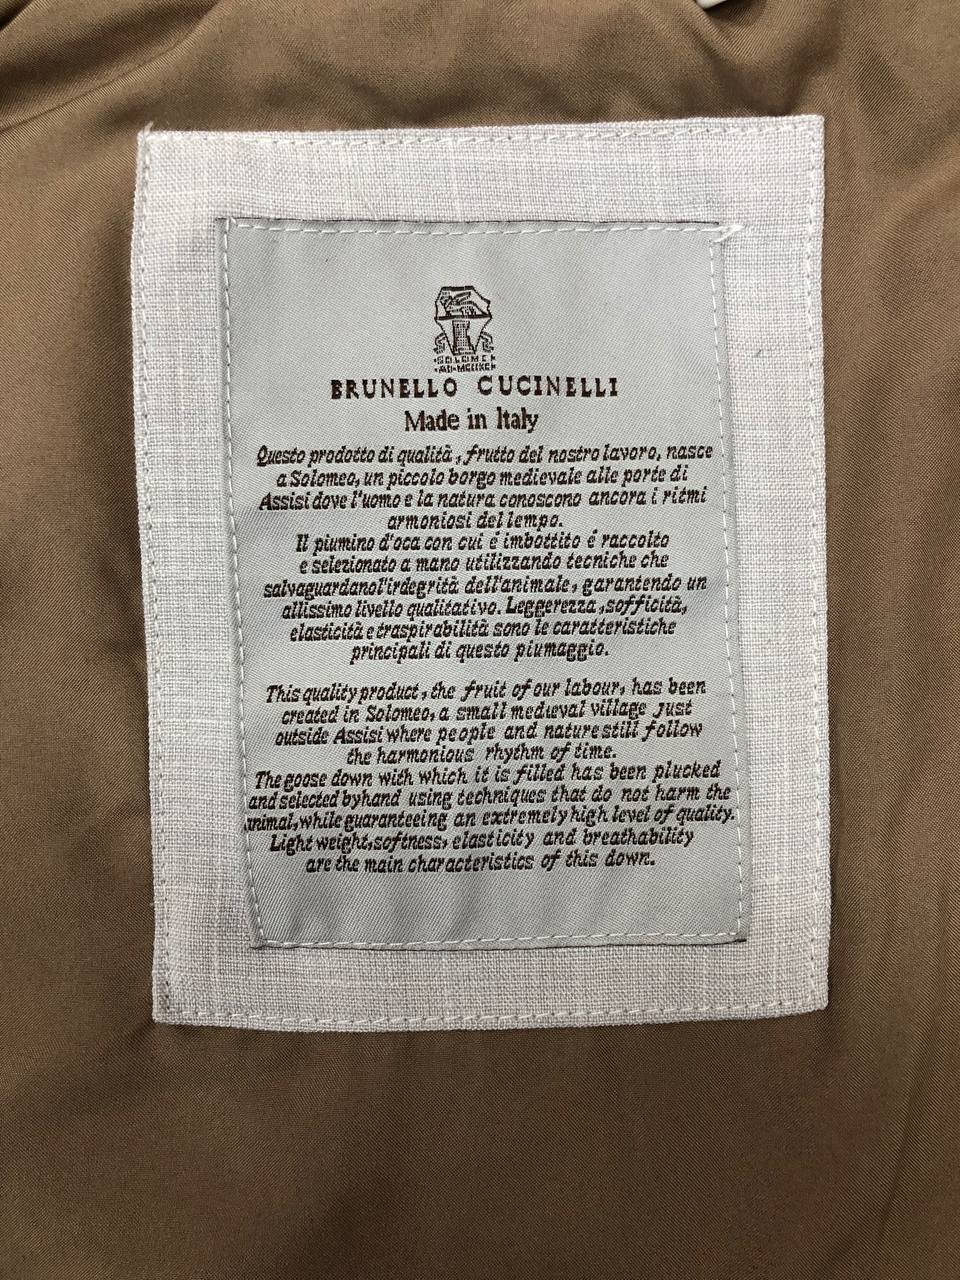 SOLOMEO
BRUNELLO CUCINELLI
Made in Italy
Questo prodotto di qualità, frutto del nostro lavoro, nasce
a Solomeo, un piccolo borgo medievale alle porte di
Assisi dove l'uomo e la natura conoscono ancora i ritmi
armoniosi del lempo.
Il piumino d'oca con cui é imbottito é raccolto
e selezionato a mano utilizzando tecniche che
salvaguardanol'irdegrità dell'animale, garantendo un
allissimo livello qualitativo. Leggerezza, sofficità,
elasticità e traspirabilità sono le caratteristiche
principali di questo piumaggio.
This quality product, the fruit of our labour, has been
created in Solomeo, a small medieval village just
outside Assisi where people and nature still follow
the harmonious rhythm of time.
The goose down with which it is filled has been plucked
and selected by hand using techniques that do not harm the
animal, while guaranteeing an extremely high level of quality.
Light weight, softness, elasticity and breathability
are the main characteristics of this down.